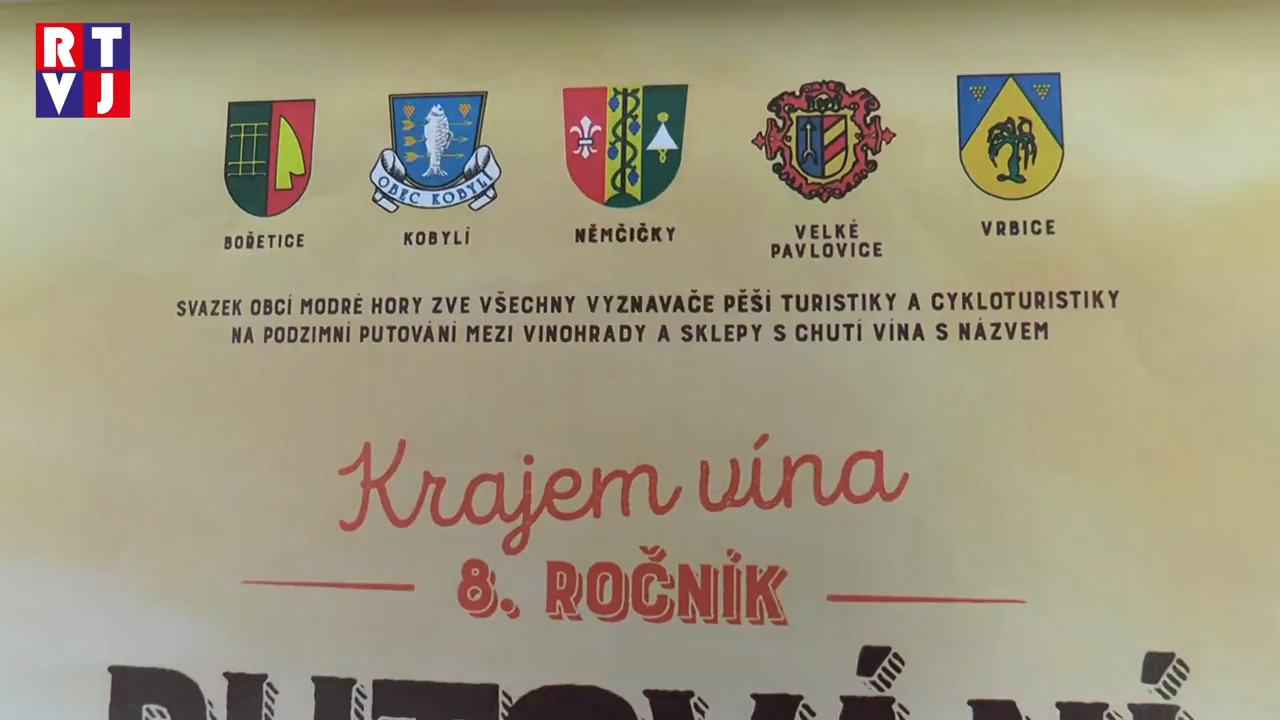 RT
VJ
OBEC KOBYLÍ
BOŘETICE
KOBYLÍ
NĚMČIČKY
VELKÉ
PAVLOVICE
VRBICE
SVAZEK OBCÍ MODRÉ HORY ZVE VŠECHNY VYZNAVAČE PĚŠÍ TURISTIKY A CYKLOTURISTIKY
NA PODZIMNÍ PUTOVÁNÍ MEZI VINOHRADY A SKLEPY S CHUTÍ VÍNA S NÁZVEM
Krajem vína
8. ROČNÍK
PUTOVÁNÍ